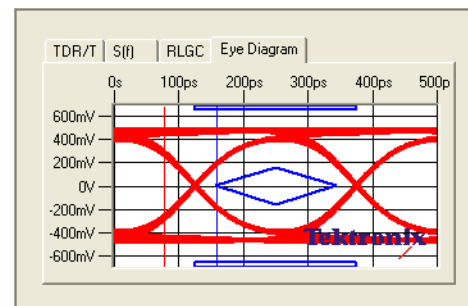 TDR/T S(f) RLGC Eye Diagram
0s 100ps 200ps 300ps 400ps 500p
600mV
400mV
200mV
0V
-200mV
-400mV
-600mV
Tektronix